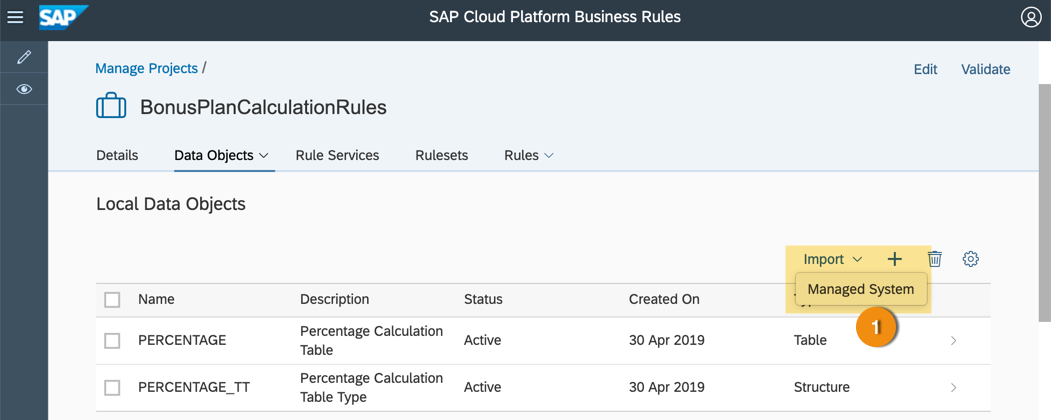 SAP
SAP Cloud Platform Business Rules
Manage Projects /
Edit Validate
BonusPlanCalculationRules
Details Data Objects Rule Services Rulesets Rules
Local Data Objects
Import
Managed System
Name Description Status Created On
1
PERCENTAGE Percentage Calculation Table Active 30 Apr 2019 Table
PERCENTAGE_TT Percentage Calculation Table Type Active 30 Apr 2019 Structure